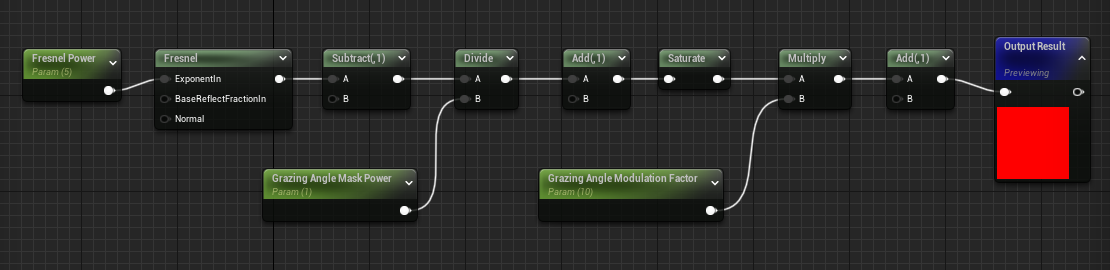 Fresnel Power
Param (5)
Fresnel
ExponentIn
BaseReflectFractionIn
Normal
Subtract(,1)
A
B
Divide
A
B
Add(,1)
A
B
Saturate
Multiply
A
B
Add(,1)
A
B
Output Result
Previewing
Grazing Angle Mask Power
Param (1)
Grazing Angle Modulation Factor
Param (10)